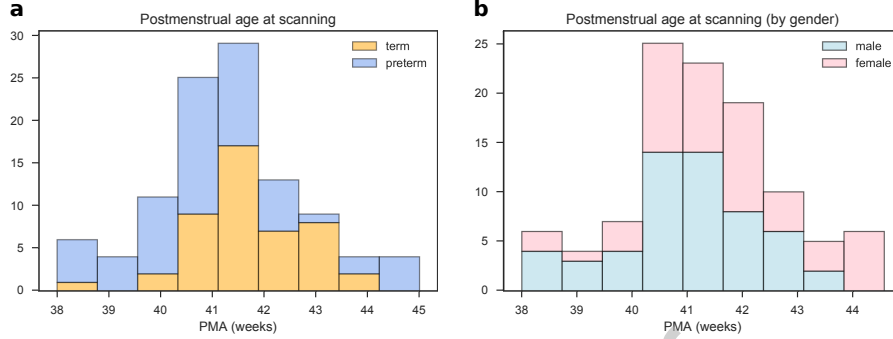 a
Postmenstrual age at scanning
30
25
20
15
10
5
0
term
preterm
38 39 40 41 42 43 44 45
PMA (weeks)
b
Postmenstrual age at scanning (by gender)
25
20
15
10
5
0
male
female
38 39 40 41 42 43 44
PMA (weeks)